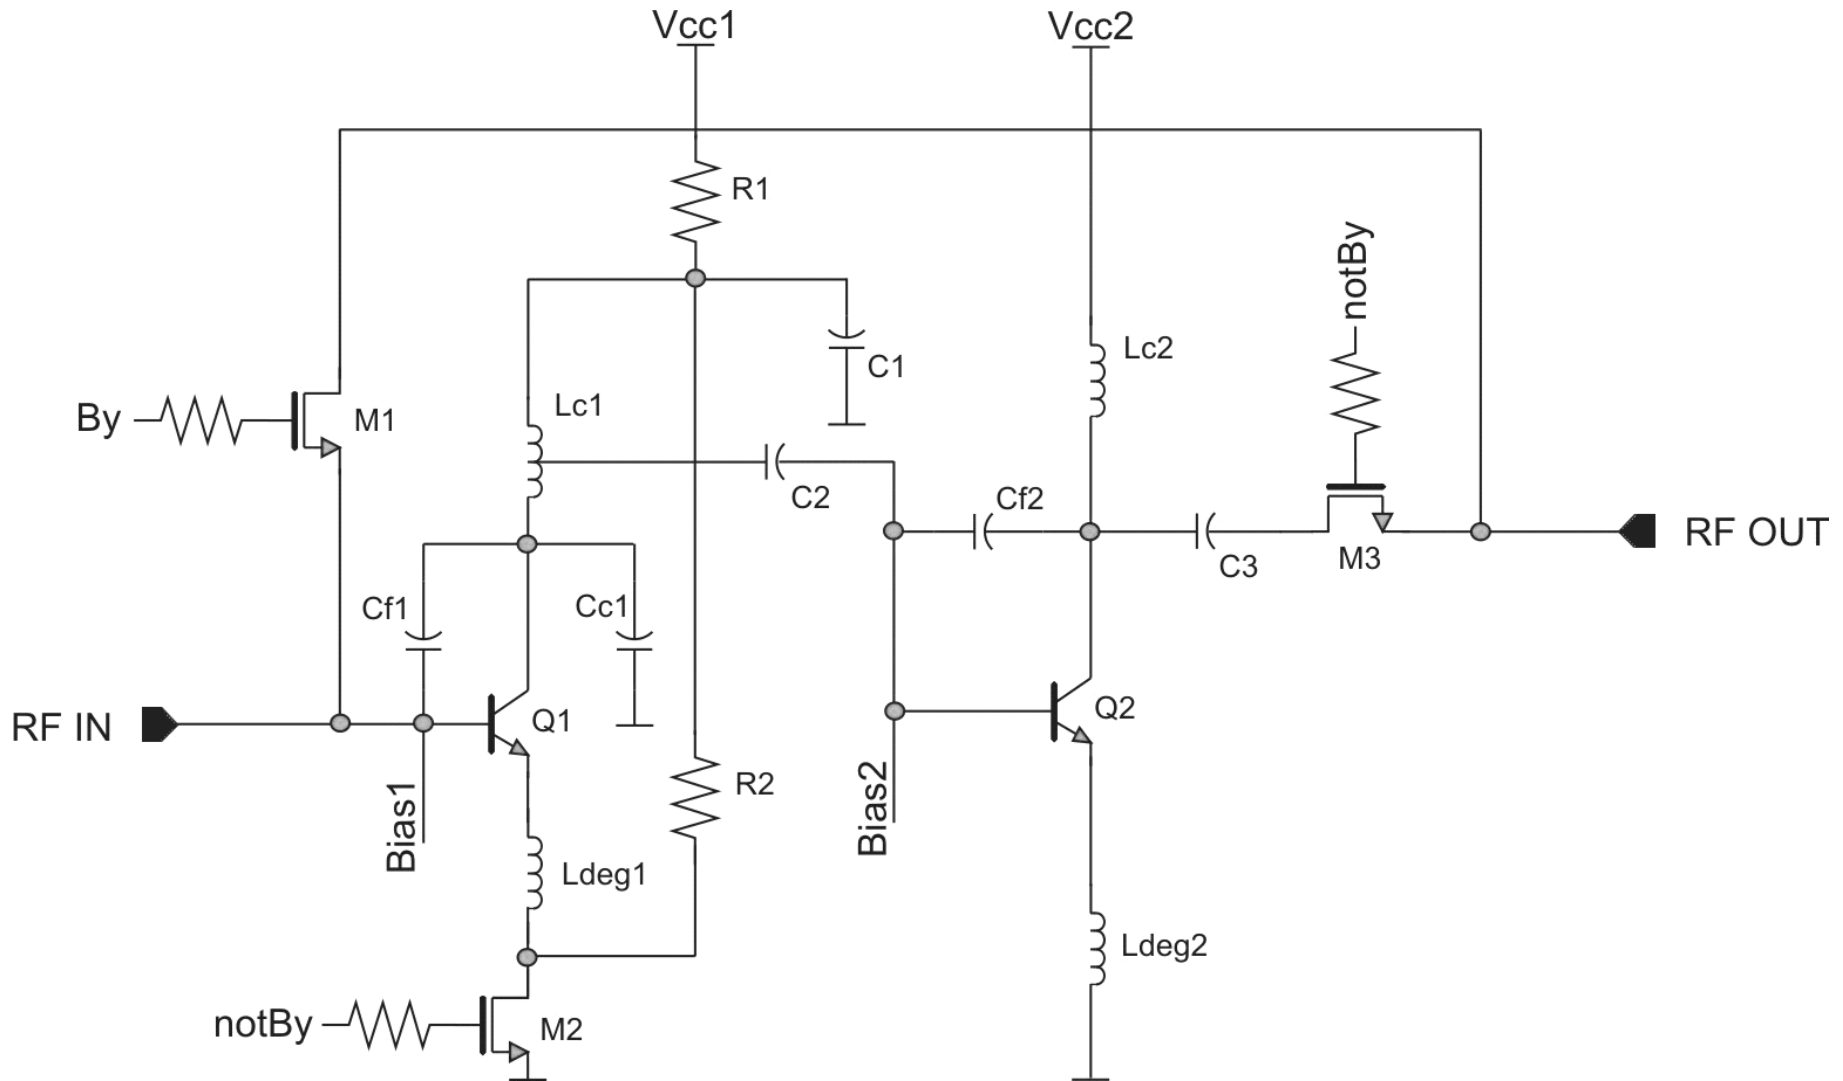 Vcc1
Vcc2
R1
notBy
Lc2
C1
Lc1
By
M1
C2
Cf2
C3
M3
RF OUT
Cf1
Cc1
RF IN
Q1
Q2
R2
Bias1
Bias2
Ldeg1
Ldeg2
notBy
M2